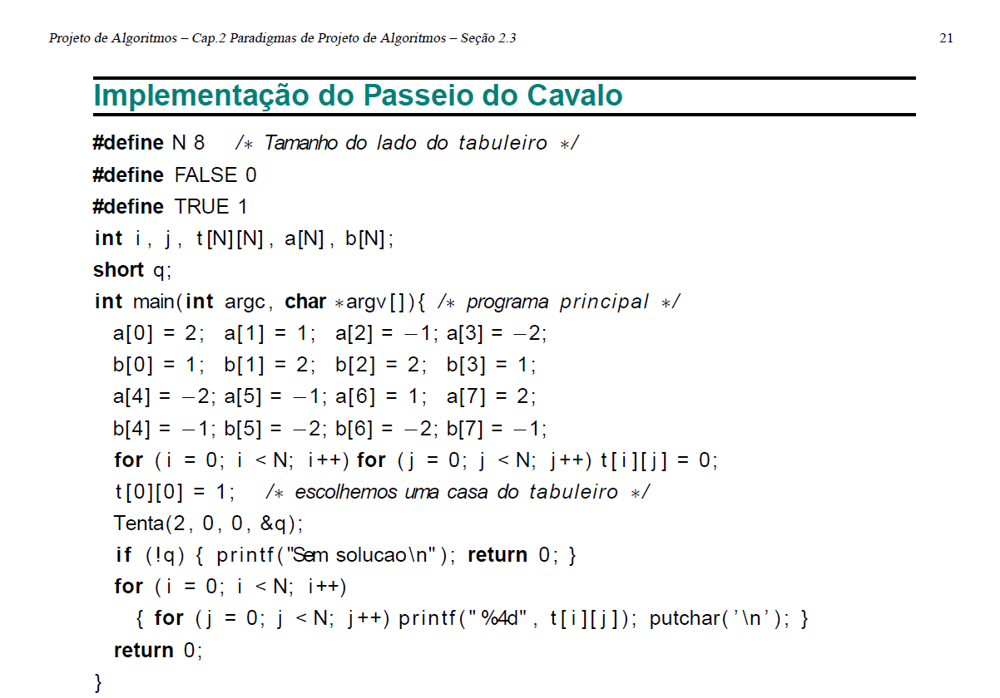 Projeto de Algoritmos – Cap.2 Paradigmas de Projeto de Algoritmos – Seção 2.3 21
Implementação do Passeio do Cavalo
#define N 8 /∗ Tamanho do lado do tabuleiro ∗/
#define FALSE 0
#define TRUE 1
int i, j, t[N][N], a[N], b[N];
short q;
int main(int argc, char ∗argv[]){ /∗ programa principal ∗/
a[0] = 2; a[1] = 1; a[2] = −1; a[3] = −2;
b[0] = 1; b[1] = 2; b[2] = 2; b[3] = 1;
a[4] = −2; a[5] = −1; a[6] = 1; a[7] = 2;
b[4] = −1; b[5] = −2; b[6] = −2; b[7] = −1;
for (i = 0; i < N; i++) for (j = 0; j < N; j++) t[i][j] = 0;
t[0][0] = 1; /∗ escolhemos uma casa do tabuleiro ∗/
Tenta(2, 0, 0, &q);
if (!q) { printf("Sem solucao\n"); return 0; }
for (i = 0; i < N; i++)
{ for (j = 0; j < N; j++) printf("%4d", t[i][j]); putchar('\n'); }
return 0;
}